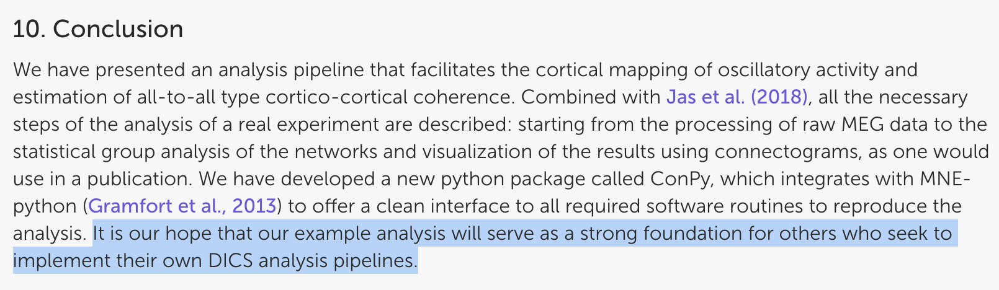 10. Conclusion
We have presented an analysis pipeline that facilitates the cortical mapping of oscillatory activity and
estimation of all-to-all type cortico-cortical coherence. Combined with Jas et al. (2018), all the necessary
steps of the analysis of a real experiment are described: starting from the processing of raw MEG data to the
statistical group analysis of the networks and visualization of the results using connectograms, as one would
use in a publication. We have developed a new python package called ConPy, which integrates with MNE-
python (Gramfort et al., 2013) to offer a clean interface to all required software routines to reproduce the
analysis. It is our hope that our example analysis will serve as a strong foundation for others who seek to
implement their own DICS analysis pipelines.